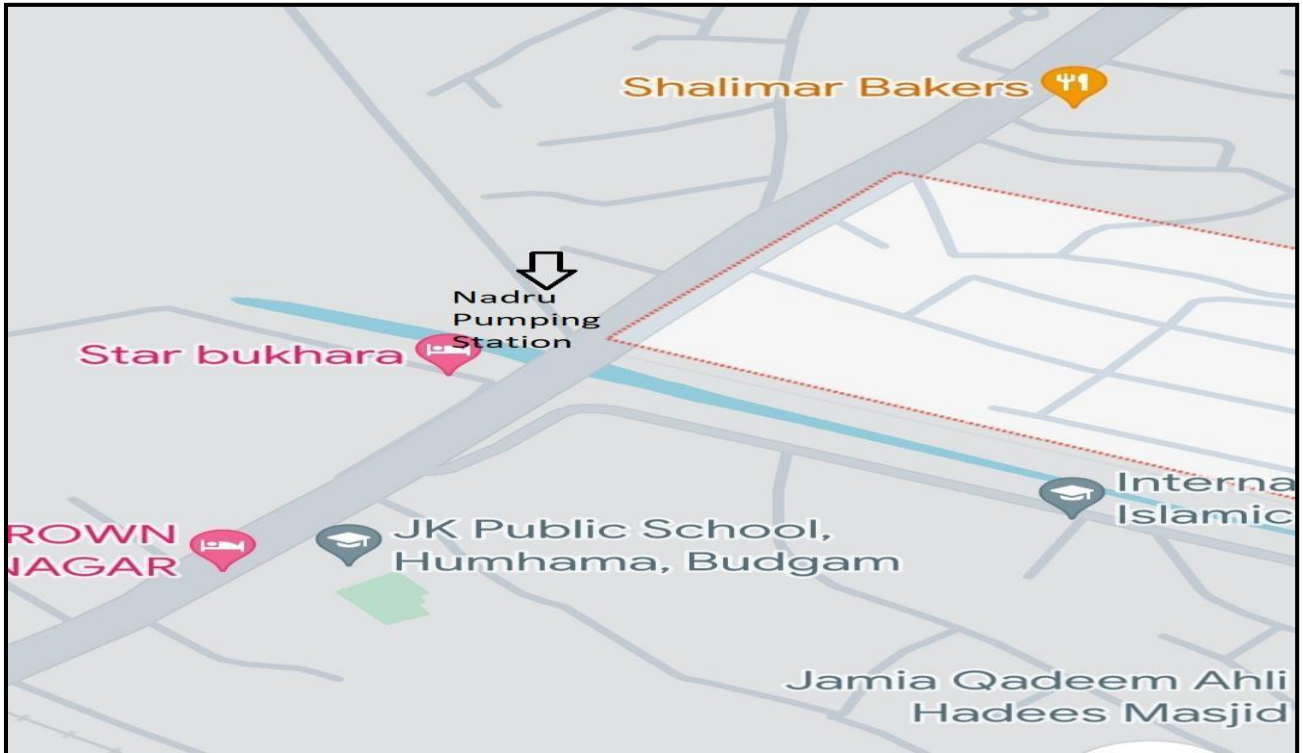 Shalimar Bakers
Nadru
Pumping
Station
Star bukhara
Interna
Islamic
JK Public School,
Humhama, Budgam
ROWN
NAGAR
Jamia Qadeem Ahli
Hadees Masjid